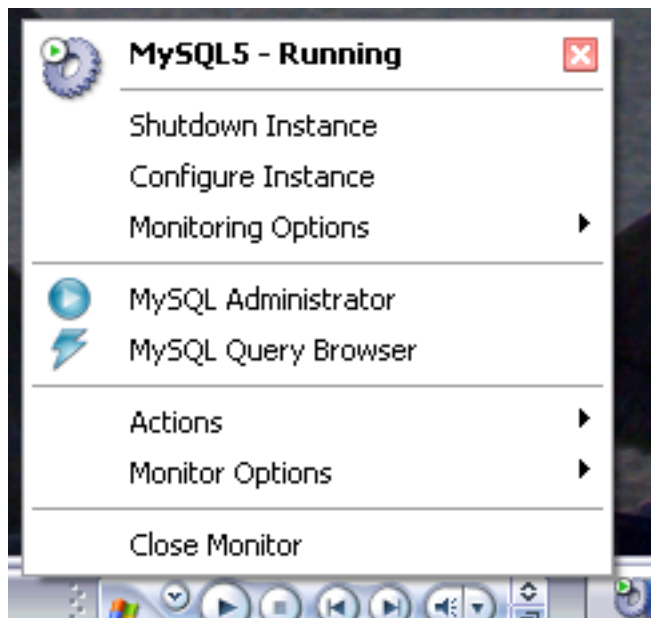 MySQL5 - Running
Shutdown Instance
Configure Instance
Monitoring Options
MySQL Administrator
MySQL Query Browser
Actions
Monitor Options
Close Monitor